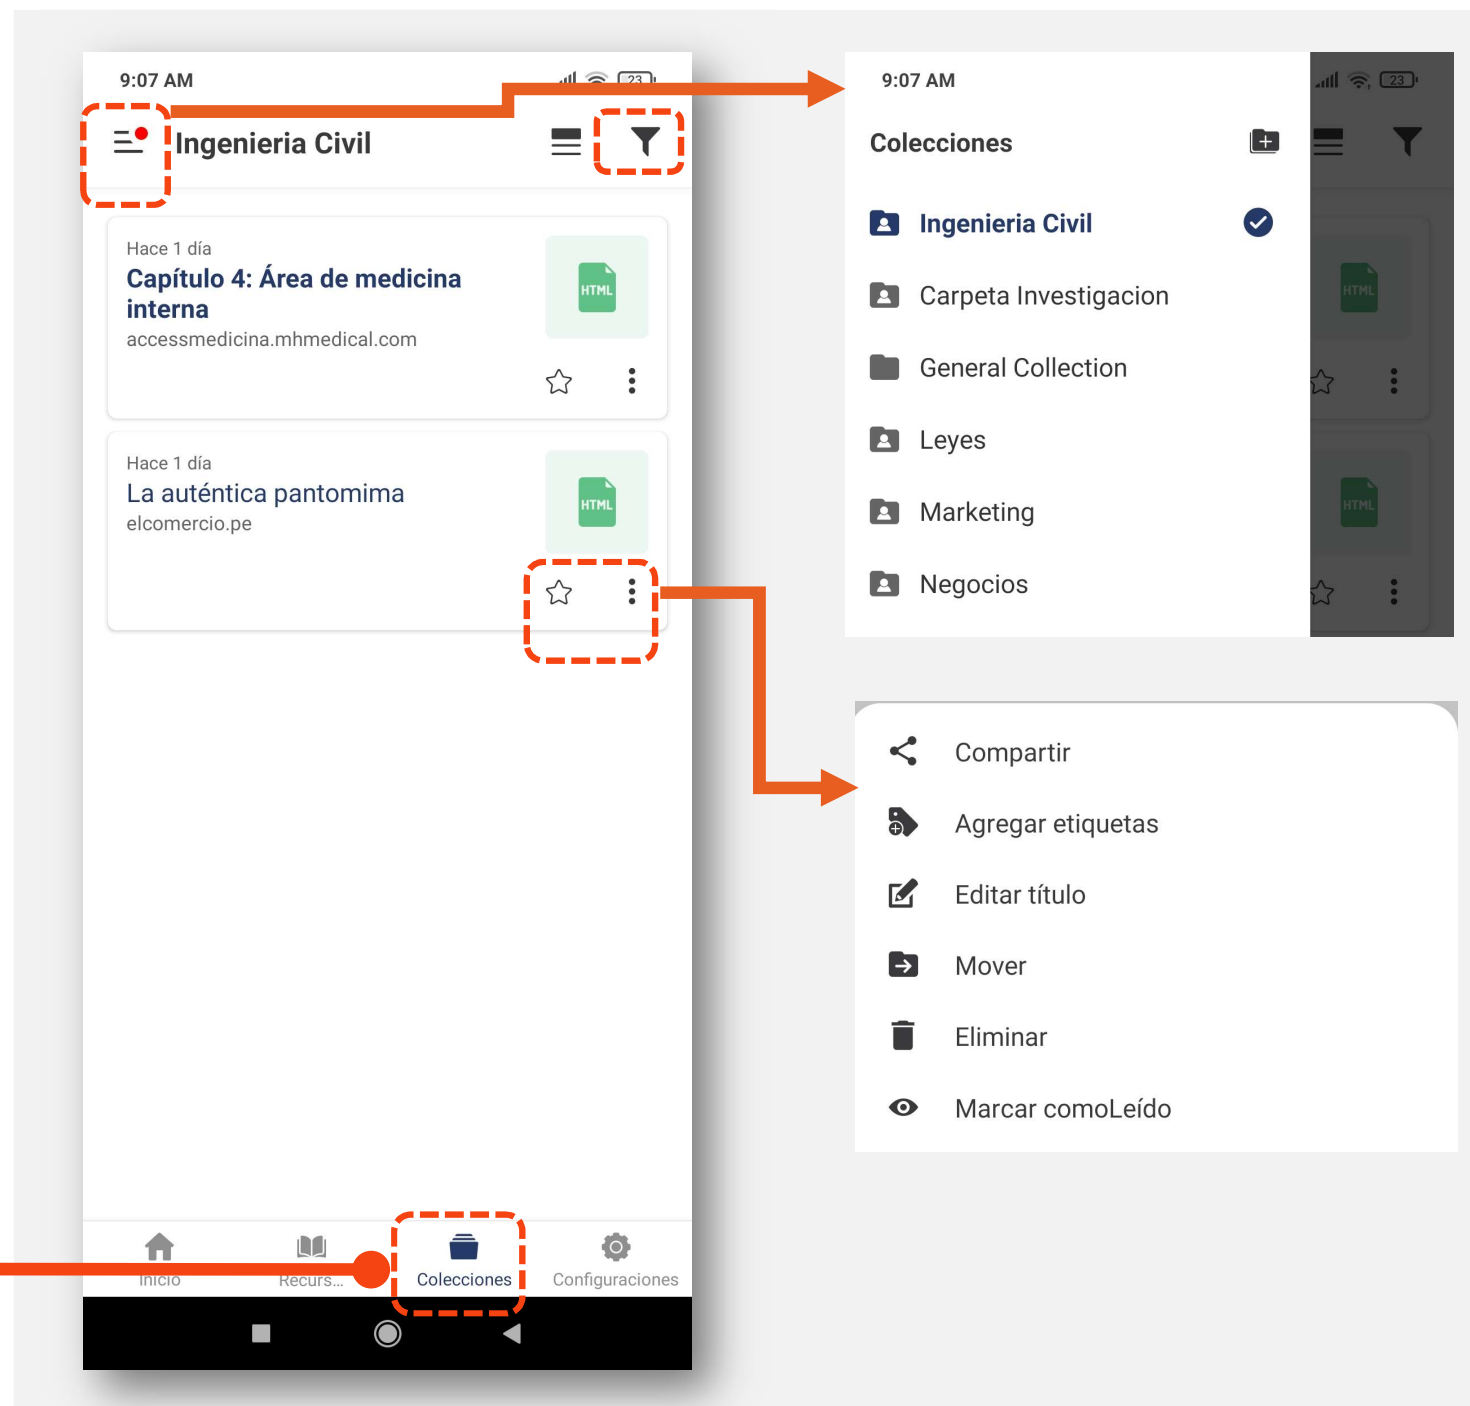 9:07 AM
23
Ingenieria Civil
Hace 1 día
Capítulo 4: Área de medicina
interna
accessmedicina.mhmedical.com
HTML
Hace 1 día
La auténtica pantomima
elcomercio.pe
HTML
Inicio
Recurs...
Colecciones
Configuraciones
9:07 AM
23
Colecciones
Ingenieria Civil
Carpeta Investigacion
General Collection
Leyes
Marketing
Negocios
HTML
HTML
Compartir
Agregar etiquetas
Editar título
Mover
Eliminar
Marcar comoLeído